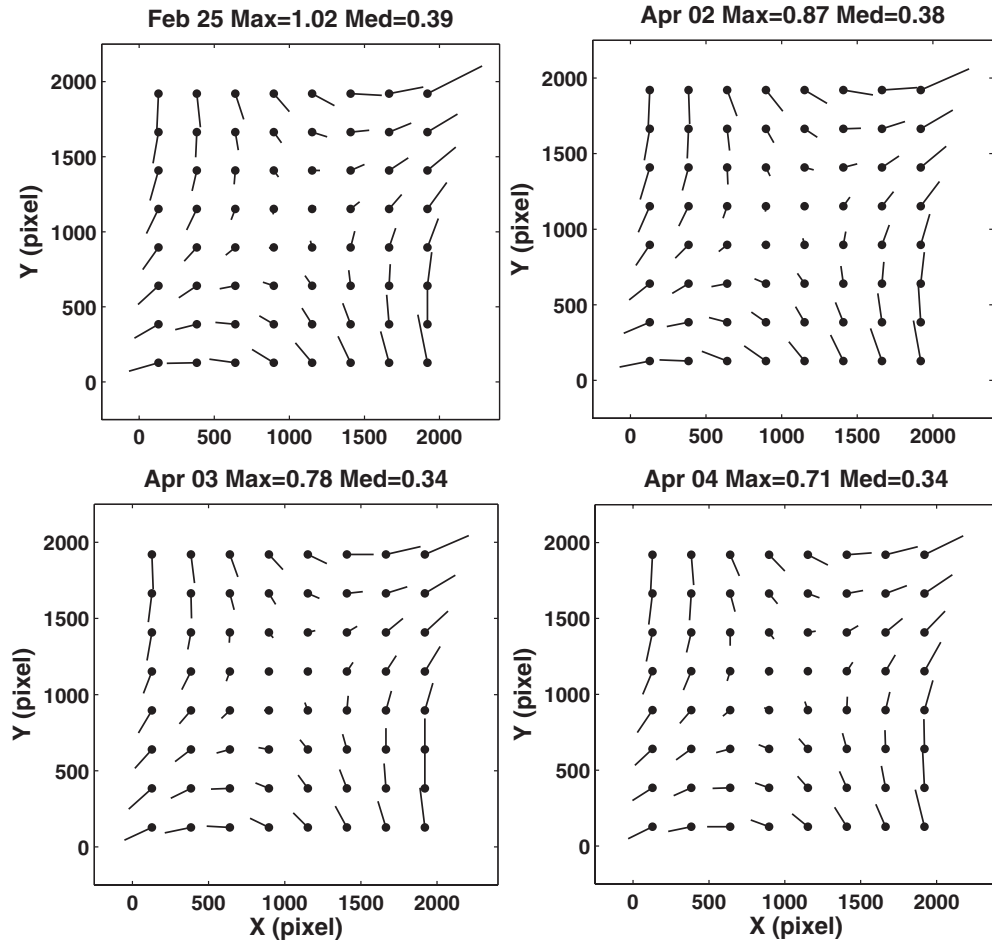 Feb 25 Max=1.02 Med=0.39
Y (pixel)
2000
1500
1000
500
0
0 500 1000 1500 2000
Apr 02 Max=0.87 Med=0.38
Y (pixel)
2000
1500
1000
500
0
0 500 1000 1500 2000
Apr 03 Max=0.78 Med=0.34
Y (pixel)
2000
1500
1000
500
0
0 500 1000 1500 2000
X (pixel)
Apr 04 Max=0.71 Med=0.34
Y (pixel)
2000
1500
1000
500
0
0 500 1000 1500 2000
X (pixel)